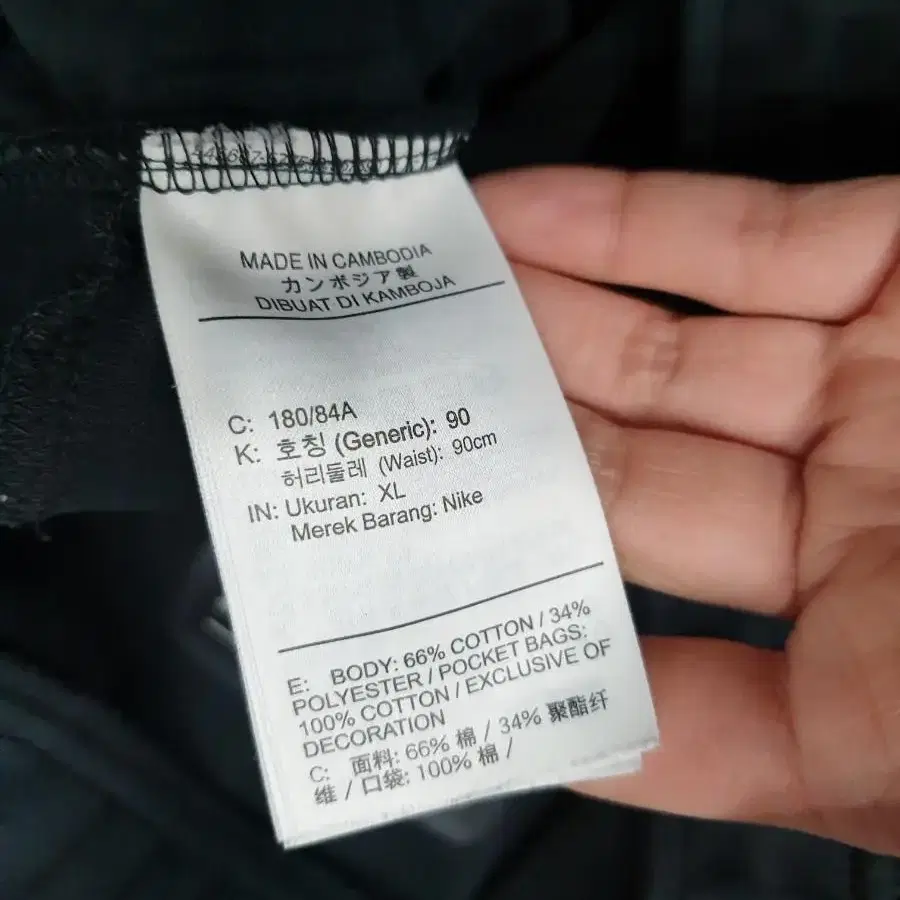 MADE IN CAMBODIA
カンボジア製
DIBUAT DI KAMBOJA
C: 180/84A
K: 호칭 (Generic): 90
허리둘레 (Waist): 90cm
IN: Ukuran: XL
Merek Barang: Nike
E: BODY: 66% COTTON / 34%
POLYESTER / POCKET BAGS:
100% COTTON / EXCLUSIVE OF
DECORATION
C: 面料: 66% 棉 / 34% 聚酯纤
维 / 口袋: 100% 棉 /